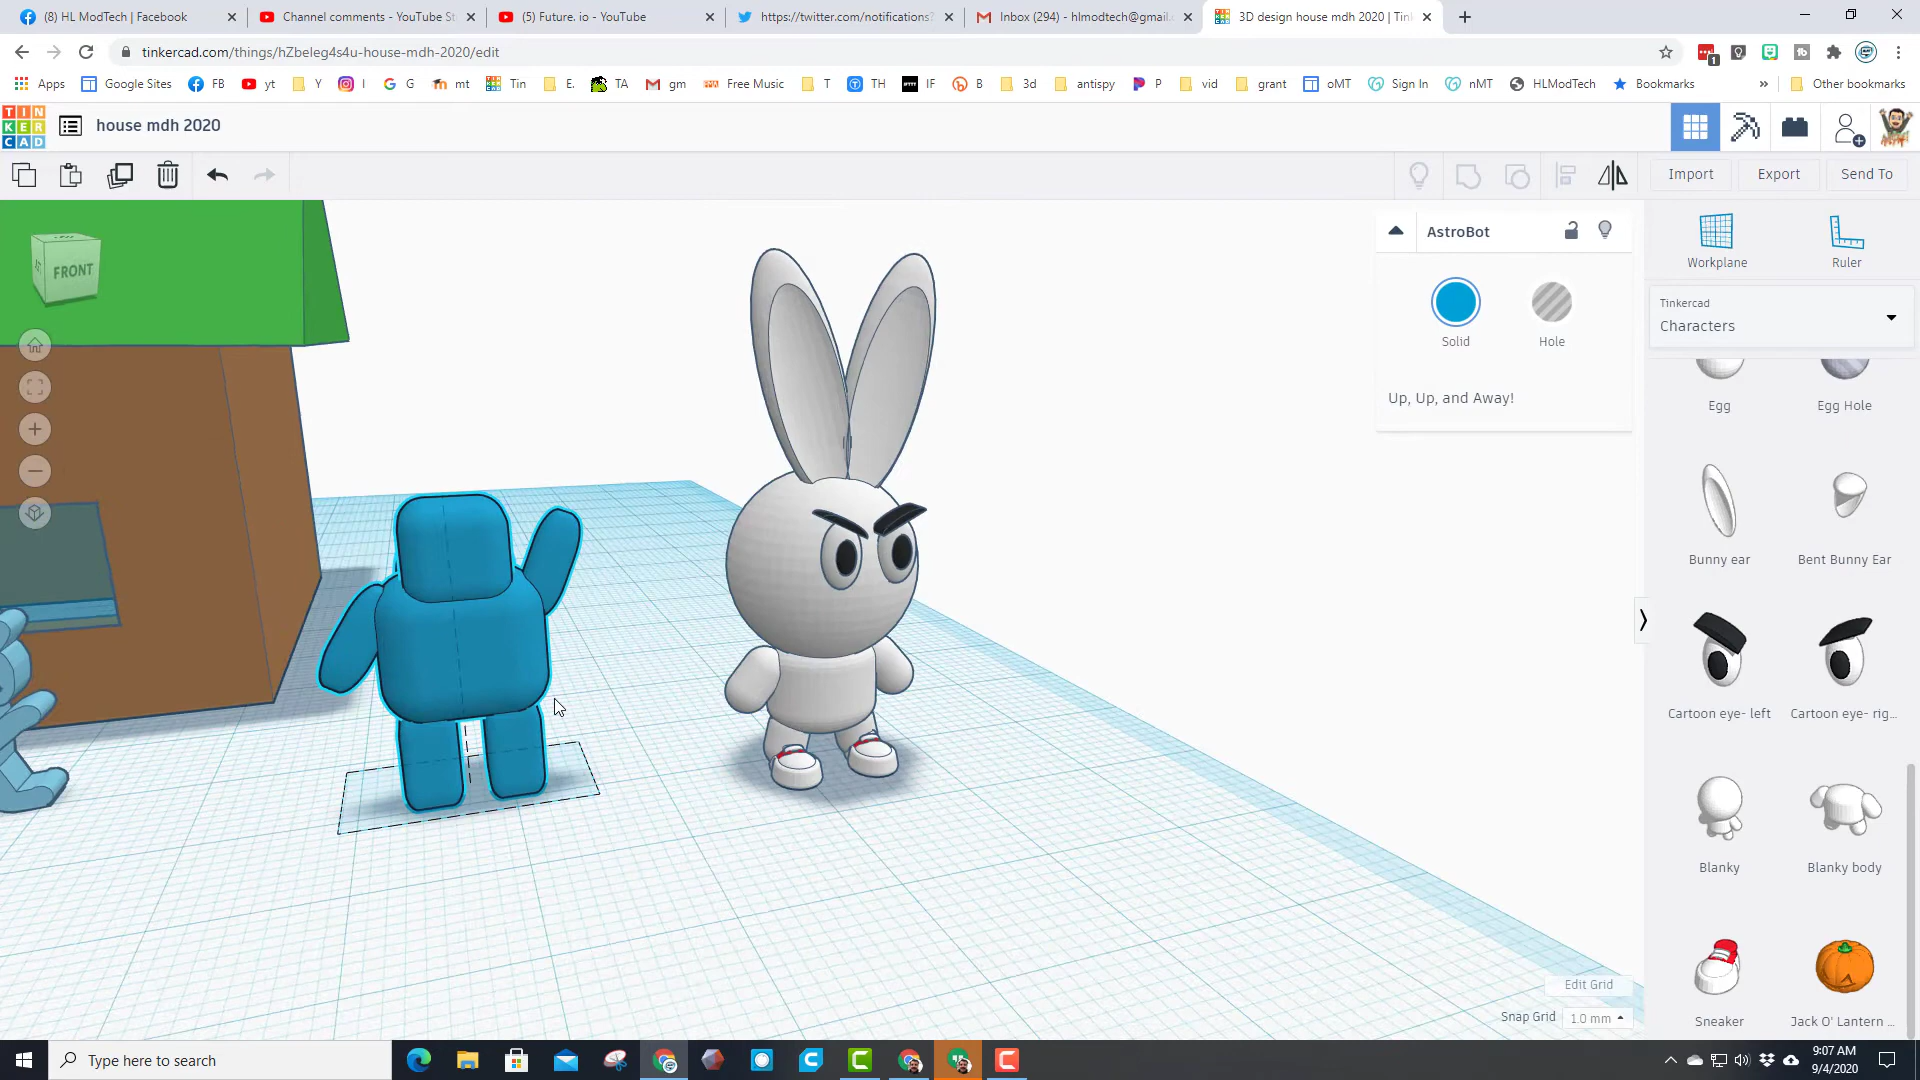 (8) HL ModTech | Facebook
Channel comments - YouTube St
(5) Future. io - YouTube
https://twitter.com/notifications?
Inbox (294) - hlmodtech@gmail.
3D design house mdh 2020 | Tin
tinkercad.com/things/hZbeleg4s4u-house-mdh-2020/edit
1
Apps
Google Sites
FB
yt
Y
I
G
mt
Tin
E.
TA
gm
Free Music
T
TH
IF
B
3d
antispy
P
vid
grant
oMT
Sign In
nMT
HLModTech
Bookmarks
»
Other bookmarks
TIN
KER
CAD
house mdh 2020
Import
Export
Send To
FRONT
AstroBot
Solid
Hole
Up, Up, and Away!
Workplane
Ruler
Tinkercad
Characters
Egg
Egg Hole
Bunny ear
Bent Bunny Ear
Cartoon eye- left
Cartoon eye- rig...
Blanky
Blanky body
Sneaker
Jack O' Lantern ...
Edit Grid
Snap Grid
1.0 mm
Type here to search
9:07 AM
9/4/2020